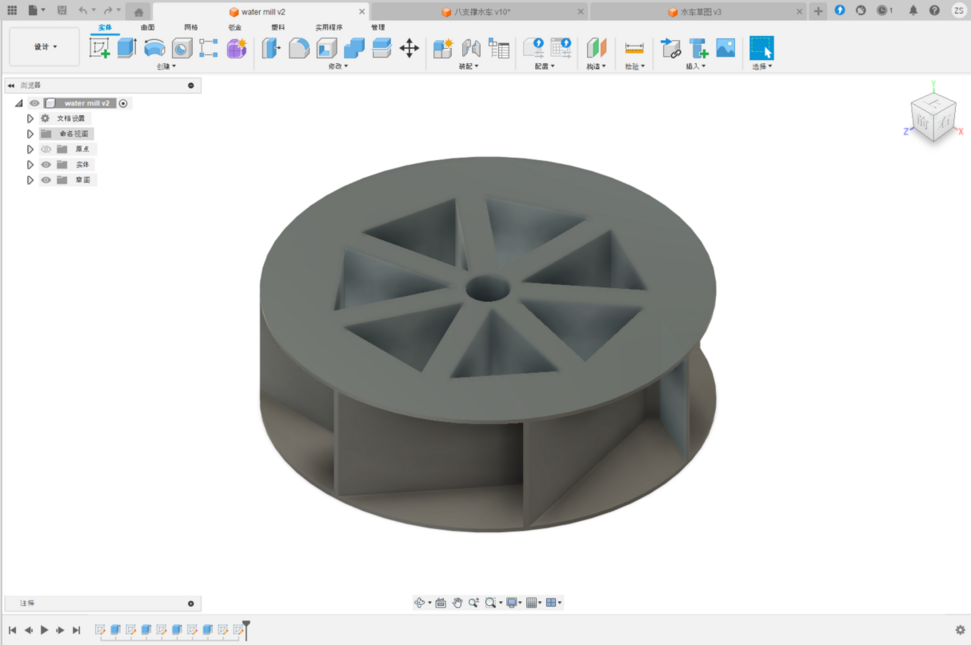 water mill v2
八支撑水车 v10*
水车草图 v3
1
ZS
设计
实体
曲面
网格
钣金
塑料
实用程序
管理
创建
修改
装配
配置
构造
检验
插入
选择
浏览器
water mill v2
文档设置
命名视图
原点
实体
草图
上
前
右
Y
Z
X
注释